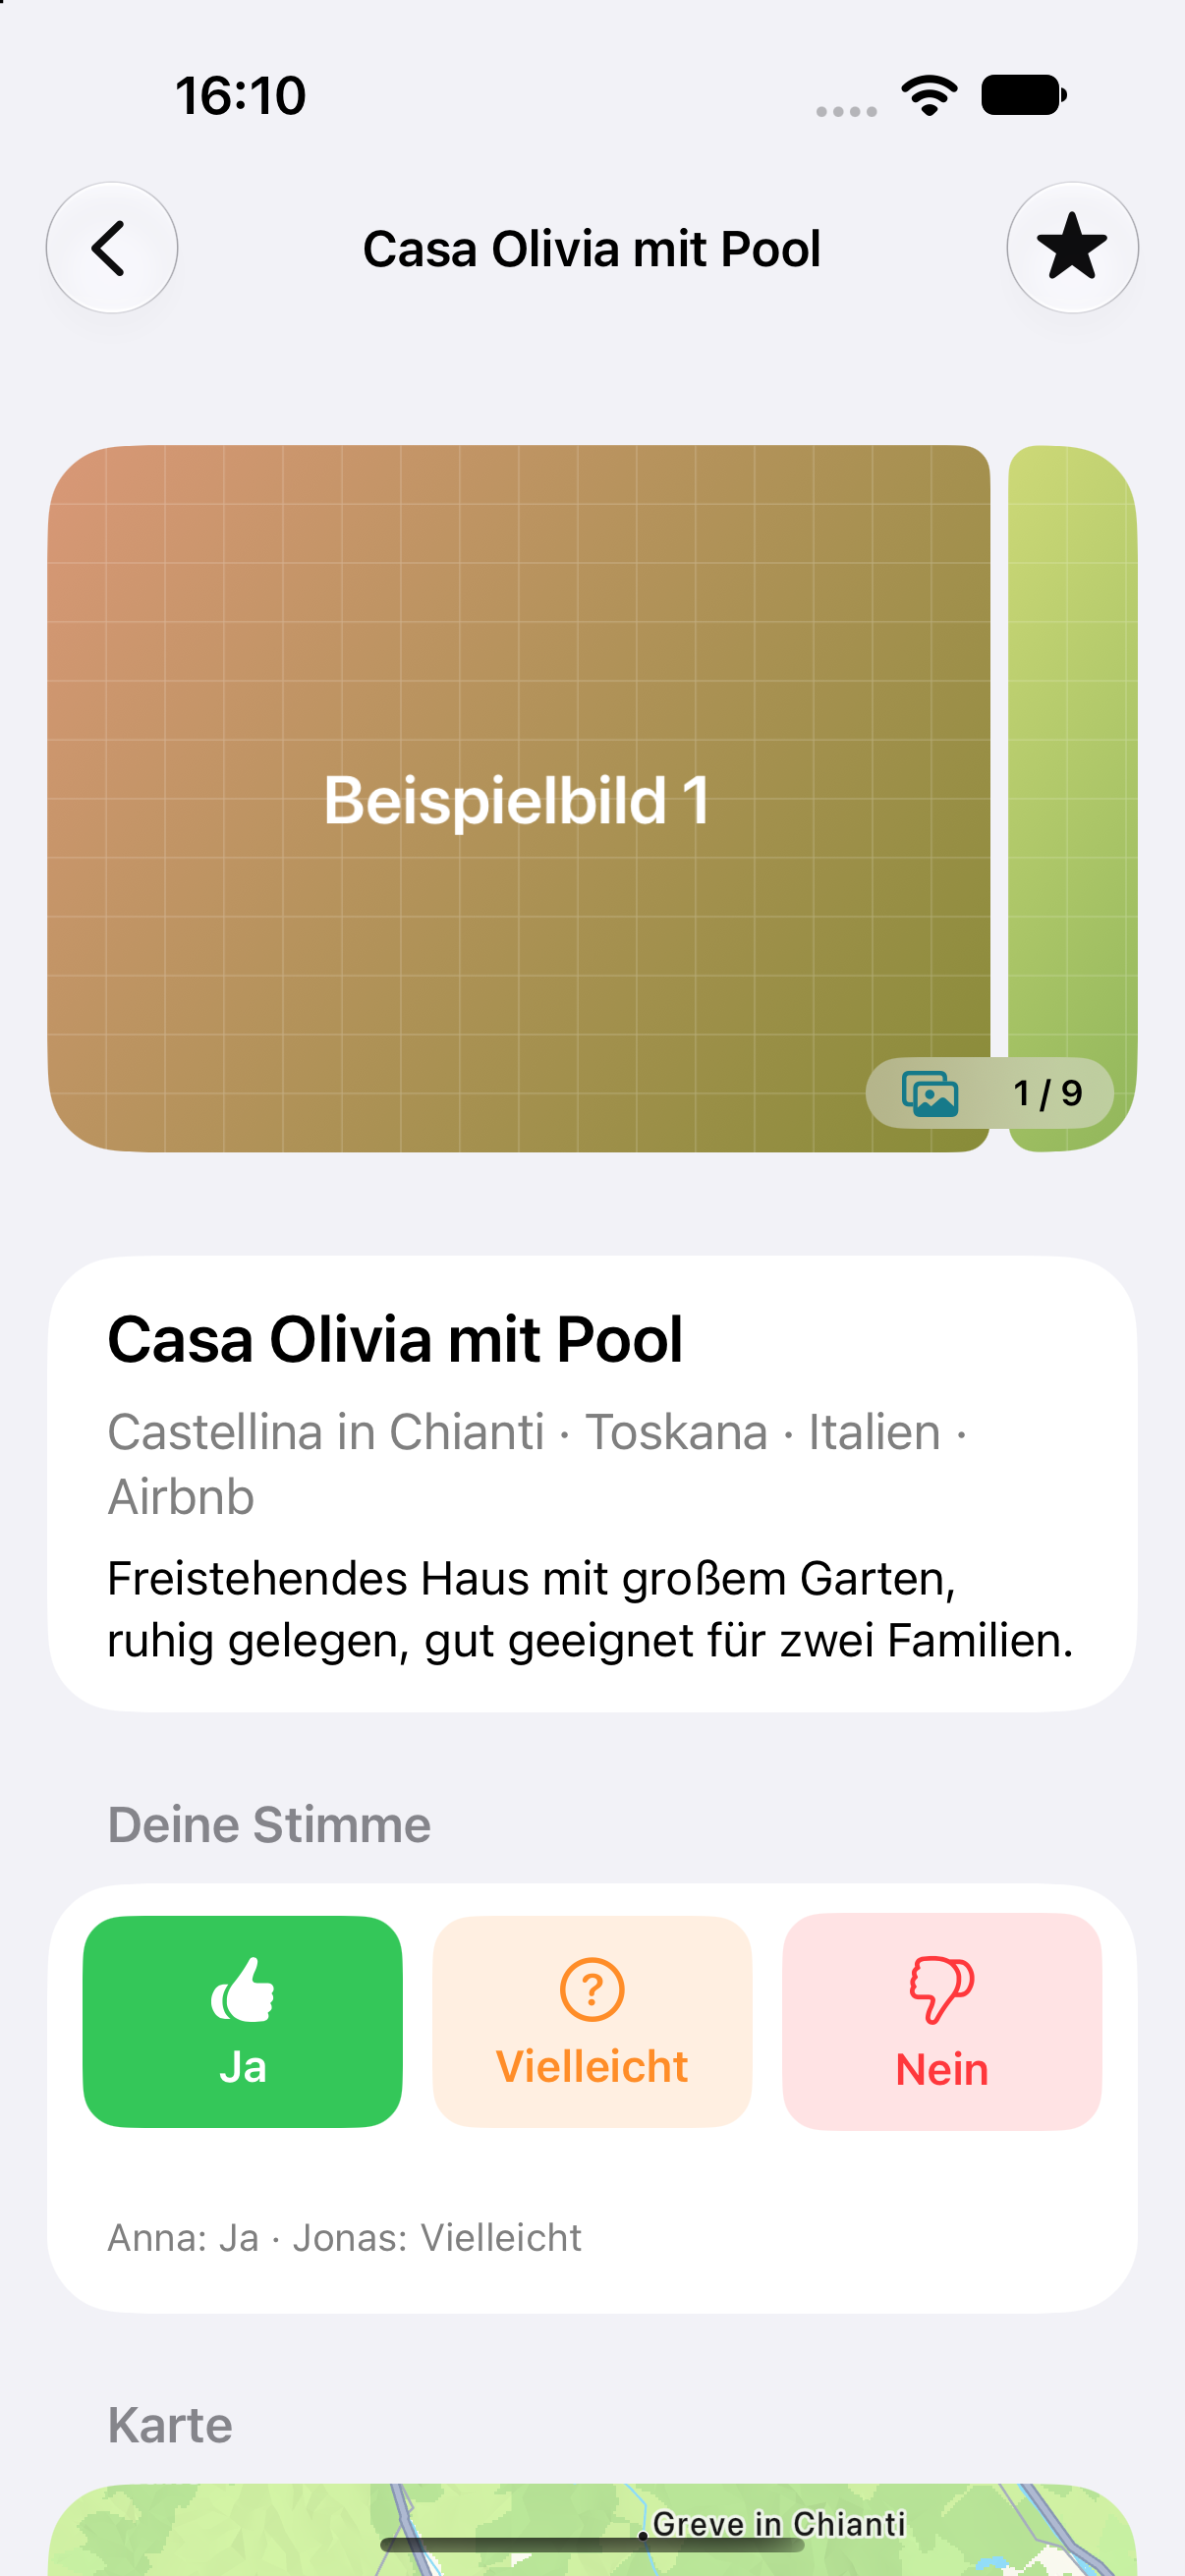 16:10
Casa Olivia mit Pool
Beispielbild 1
1 / 9
Casa Olivia mit Pool
Castellina in Chianti · Toskana · Italien ·
Airbnb
Freistehendes Haus mit großem Garten,
ruhig gelegen, gut geeignet für zwei Familien.
Deine Stimme
Ja
Vielleicht
Nein
Anna: Ja · Jonas: Vielleicht
Karte
Greve in Chianti